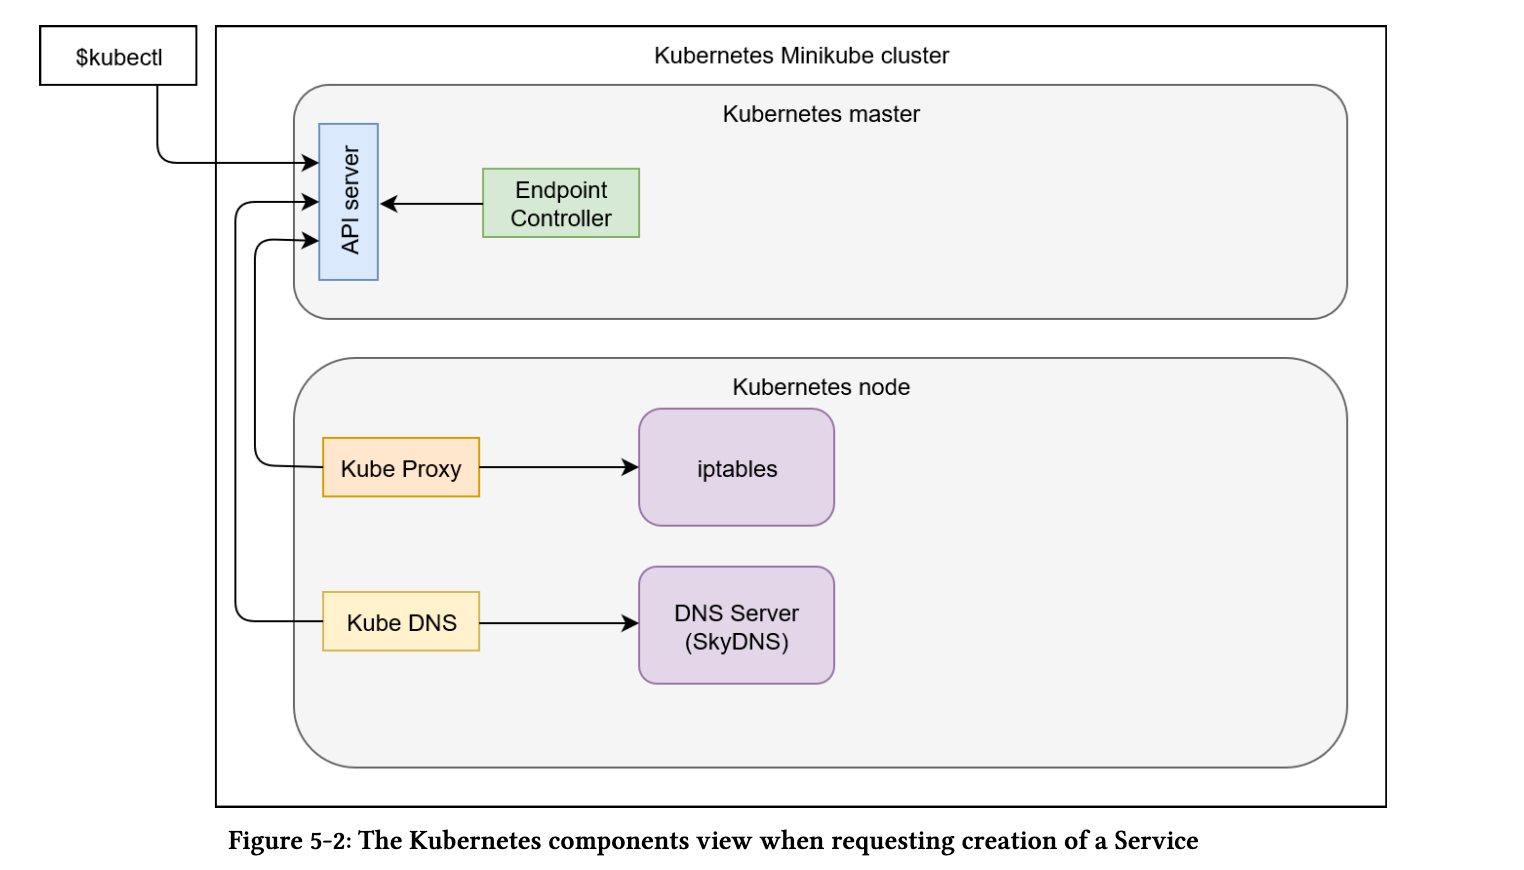 $kubectl
Kubernetes Minikube cluster
Kubernetes master
API server
Endpoint
Controller
Kubernetes node
Kube Proxy
iptables
Kube DNS
DNS Server
(SkyDNS)
Figure 5-2: The Kubernetes components view when requesting creation of a Service